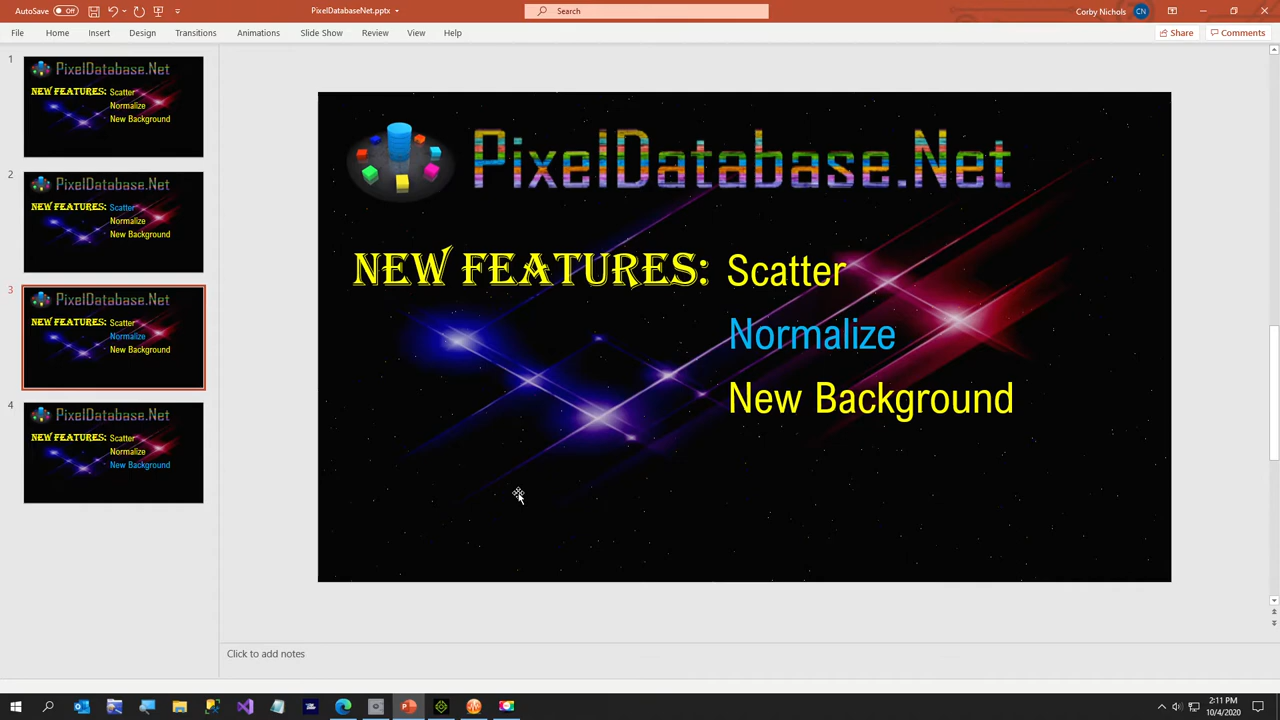 AutoSave Off
PixelDatabaseNet.pptx
Search
Corby Nichols CN
File Home Insert Design Transitions Animations Slide Show Review View Help
Share Comments
1
PixelDatabase.Net
NEW FEATURES: Scatter
Normalize
New Background
2
PixelDatabase.Net
NEW FEATURES: Scatter
Normalize
New Background
3
PixelDatabase.Net
NEW FEATURES: Scatter
Normalize
New Background
4
PixelDatabase.Net
NEW FEATURES: Scatter
Normalize
New Background
PixelDatabase.Net
NEW FEATURES: Scatter
Normalize
New Background
Click to add notes
2:11 PM
10/4/2020